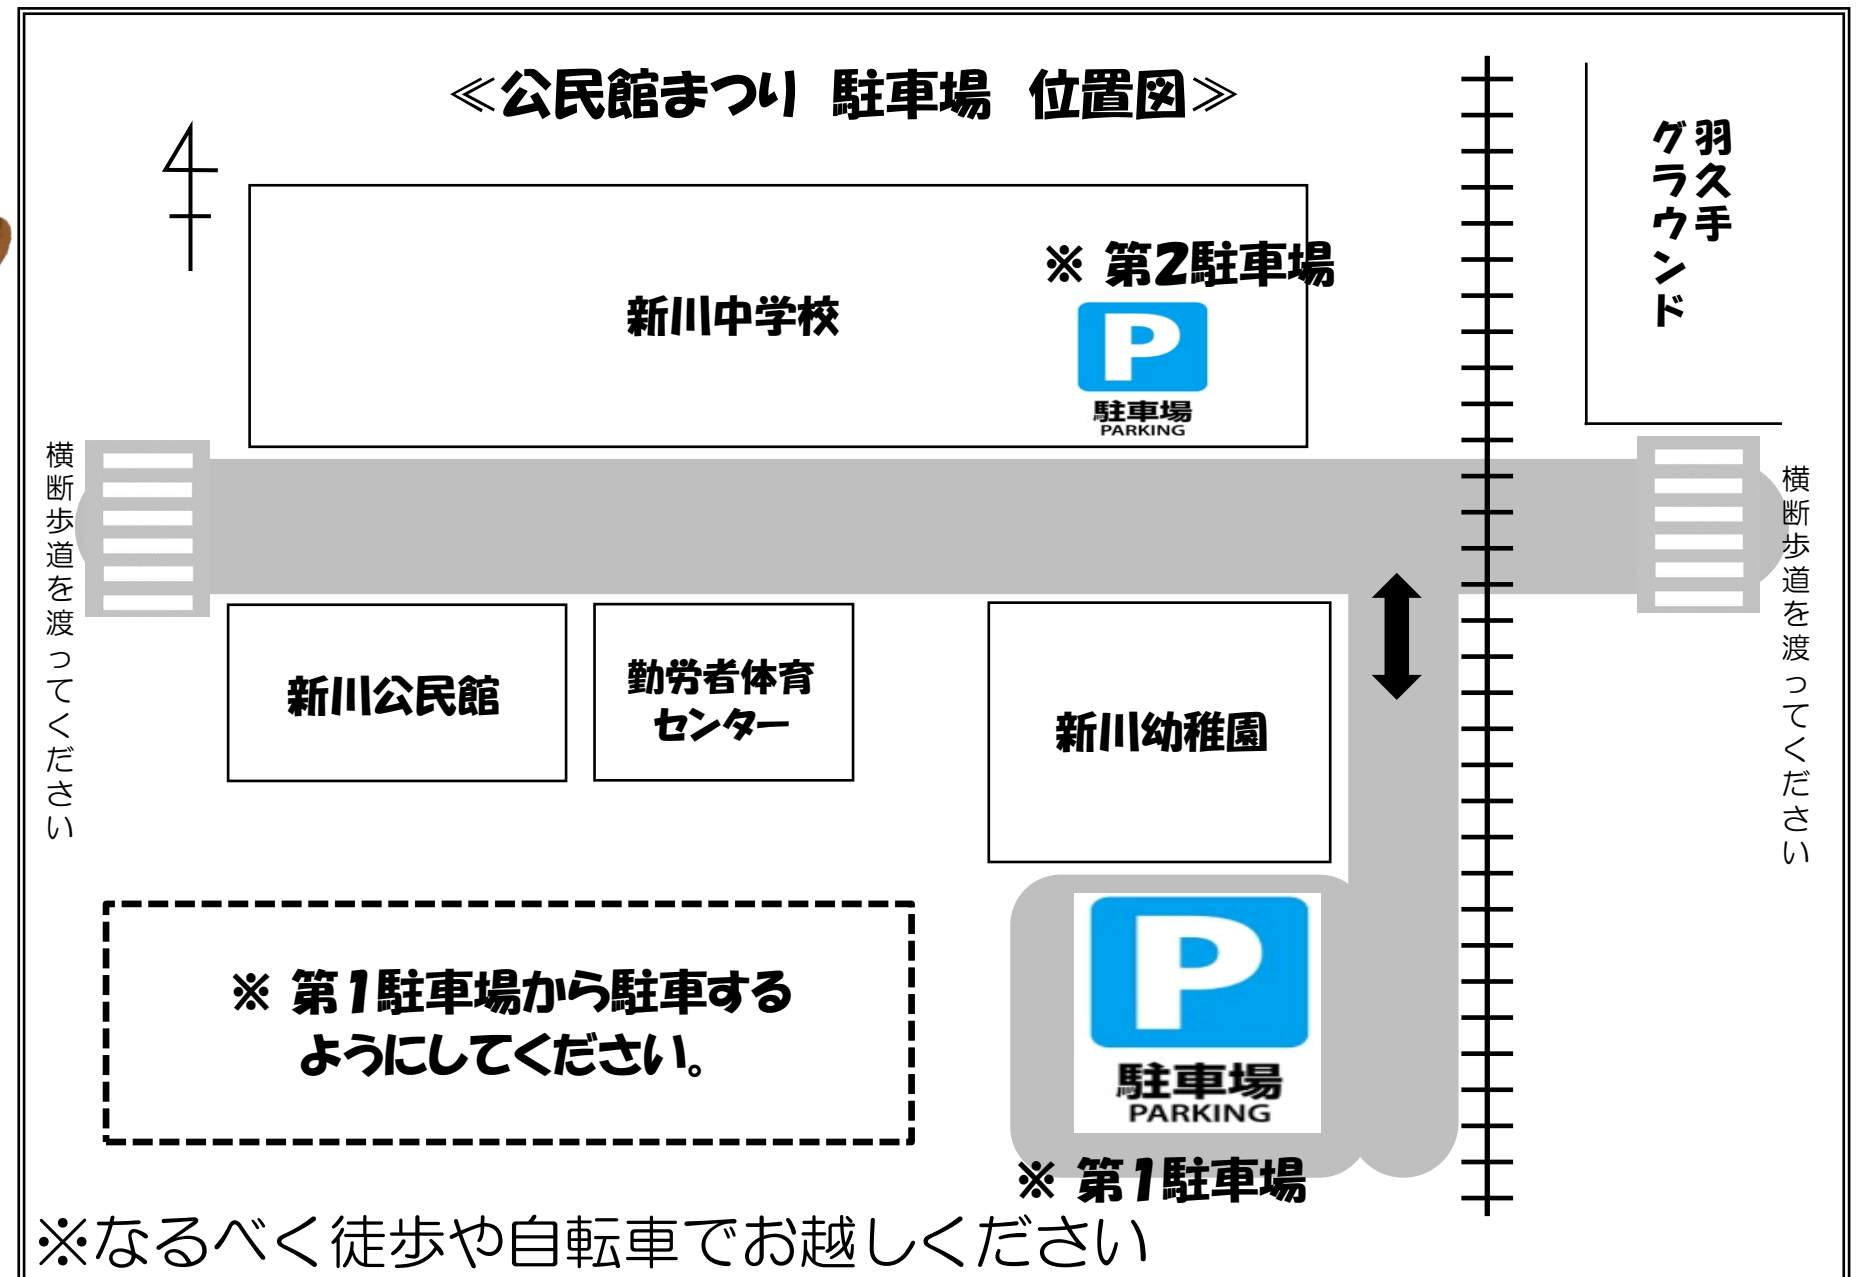 ≪公民館まつり 駐車場 位置図≫
羽久手
グラウンド
※ 第2駐車場
新川中学校
P
駐車場
PARKING
横断歩道を渡ってください
横断歩道を渡ってください
新川公民館
勤労者体育
センター
新川幼稚園
※ 第1駐車場から駐車する
ようにしてください。
P
駐車場
PARKING
※ 第1駐車場
※なるべく徒歩や自転車でお越しください